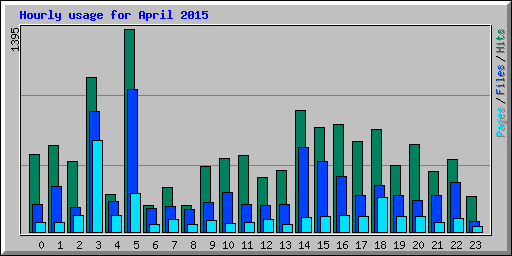 Hourly usage for April 2015
1395
Pages / Files / Hits
0 1 2 3 4 5 6 7 8 9 10 11 12 13 14 15 16 17 18 19 20 21 22 23